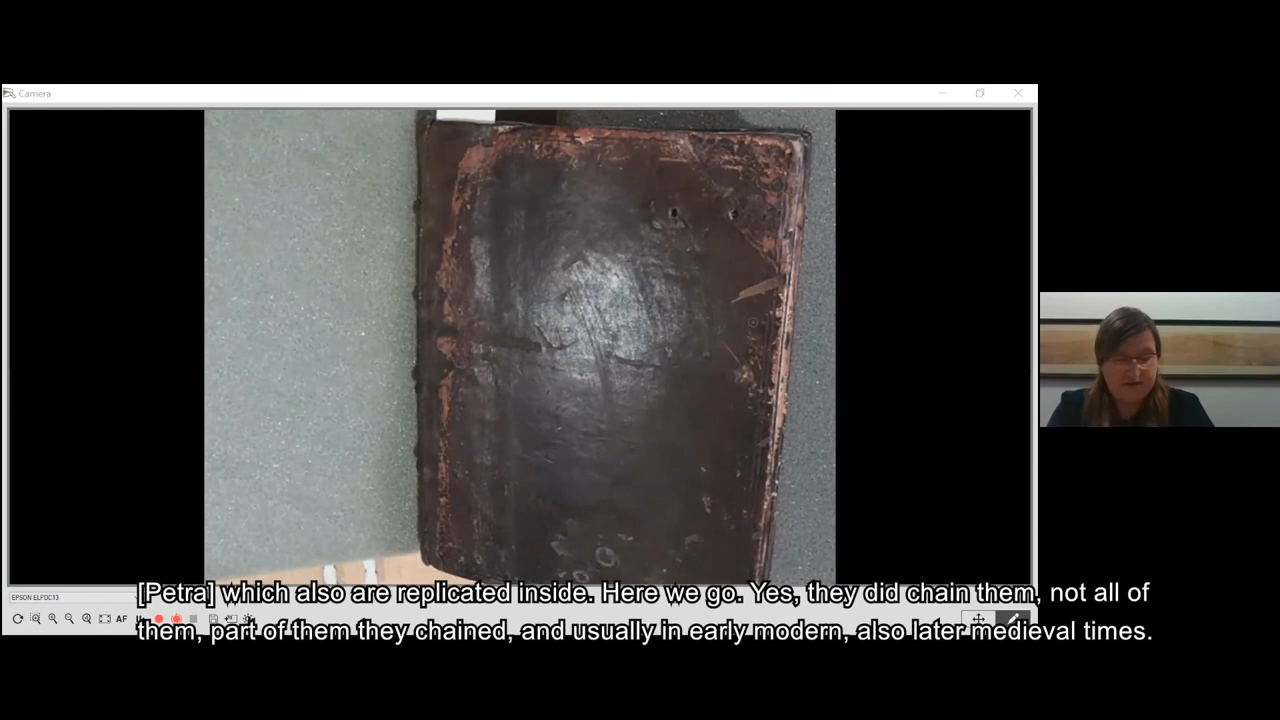 Camera
EPSON ELPDC13
AF
[Petra] which also are replicated inside. Here we go. Yes, they did chain them, not all of
them, part of them they chained, and usually in early modern, also later medieval times.